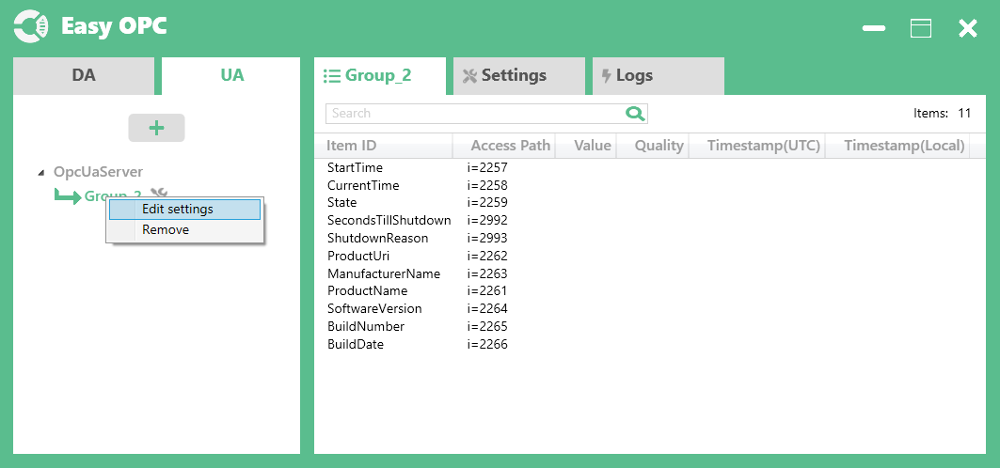 Easy OPC
DA
UA
OpcUaServer
Group_2
Edit settings
Remove
Group_2
Settings
Logs
Search
Items: 11
Item ID Access Path Value Quality Timestamp(UTC) Timestamp(Local)
StartTime i=2257
CurrentTime i=2258
State i=2259
SecondsTillShutdown i=2992
ShutdownReason i=2993
ProductUri i=2262
ManufacturerName i=2263
ProductName i=2261
SoftwareVersion i=2264
BuildNumber i=2265
BuildDate i=2266